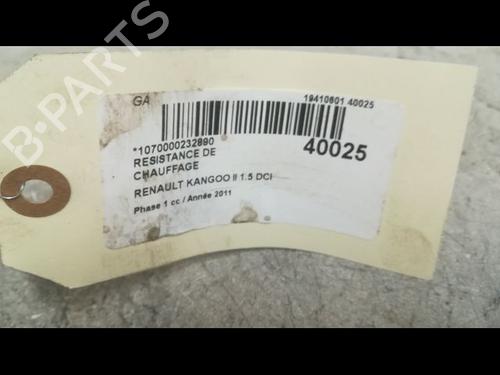 GA
19410801 40025
*1070000232890
40025
RESISTANCE DE
CHAUFFAGE
RENAULT KANGOO II 1.5 DCI
Phase 1 cc / Année 2011
B-PARTS